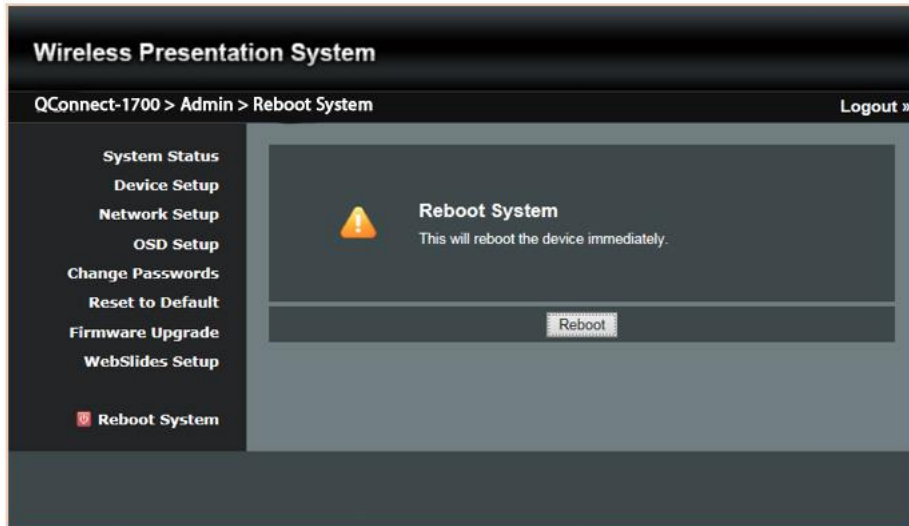 Wireless Presentation System
QConnect-1700 > Admin > Reboot System
Logout »
System Status
Device Setup
Network Setup
OSD Setup
Change Passwords
Reset to Default
Firmware Upgrade
WebSlides Setup
Reboot System
Reboot System
This will reboot the device immediately.
Reboot